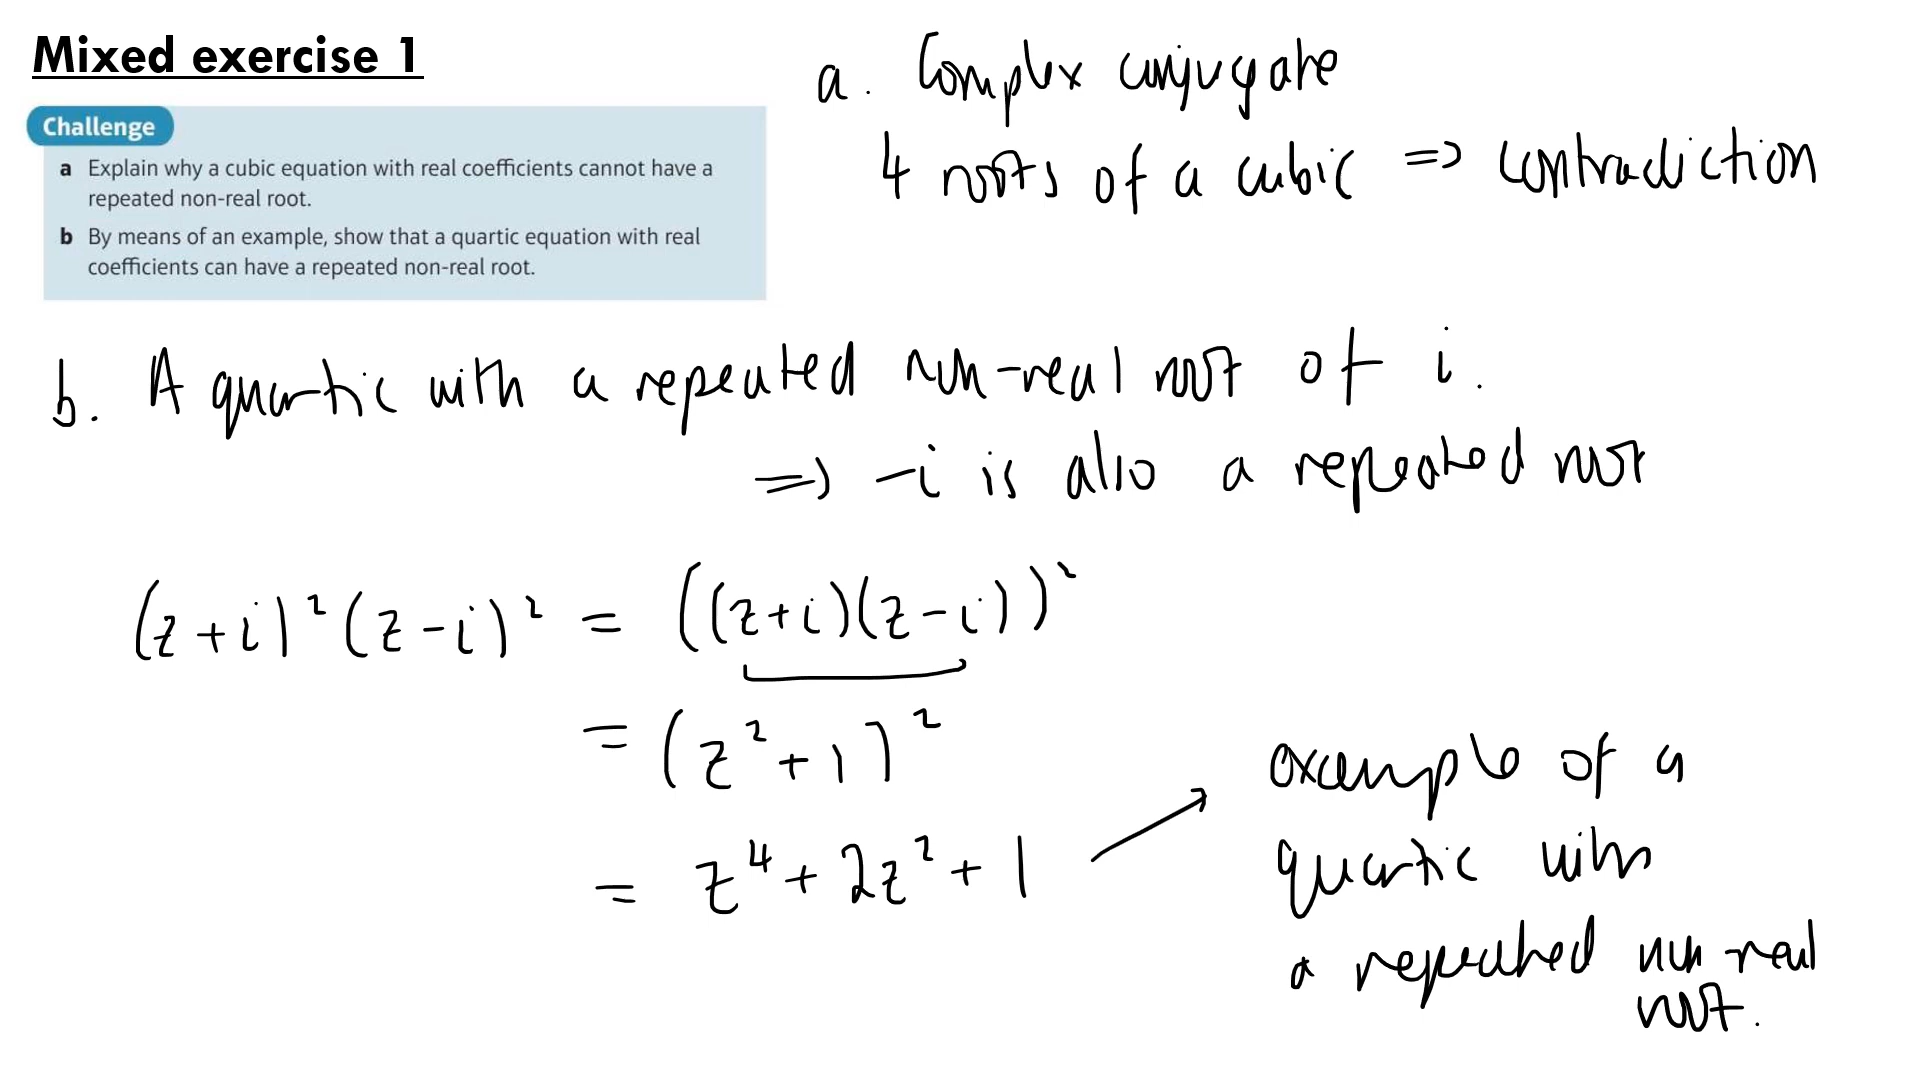 Mixed exercise 1
Challenge
a Explain why a cubic equation with real coefficients cannot have a
repeated non-real root.
b By means of an example, show that a quartic equation with real
coefficients can have a repeated non-real root.
a. Complex conjugate
4 roots of a cubic => contradiction
b. A quartic with a repeated non-real root of i.
=> -i is also a repeated root
(z+i)²(z-i)² = ((z+i)(z-i))²
= (z²+1)²
= z⁴+2z²+1
example of a
quartic with
a repeated non real
root.